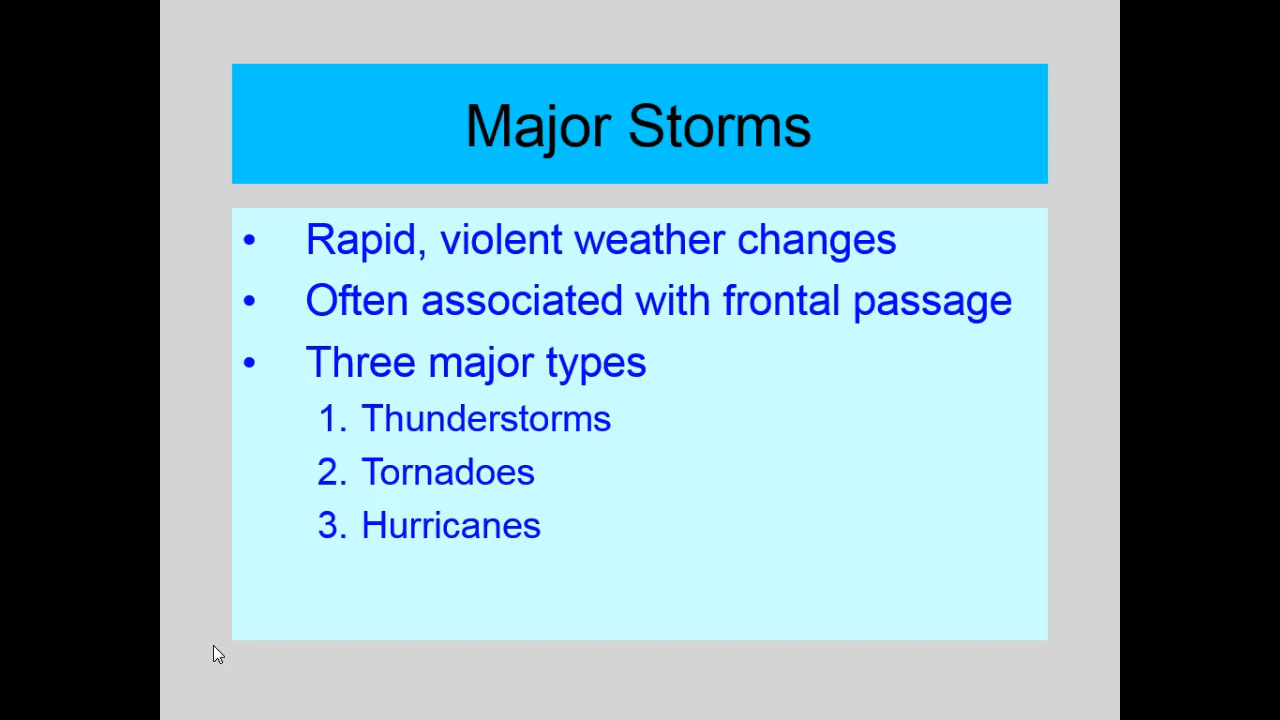 Major Storms
• Rapid, violent weather changes
• Often associated with frontal passage
• Three major types
1. Thunderstorms
2. Tornadoes
3. Hurricanes